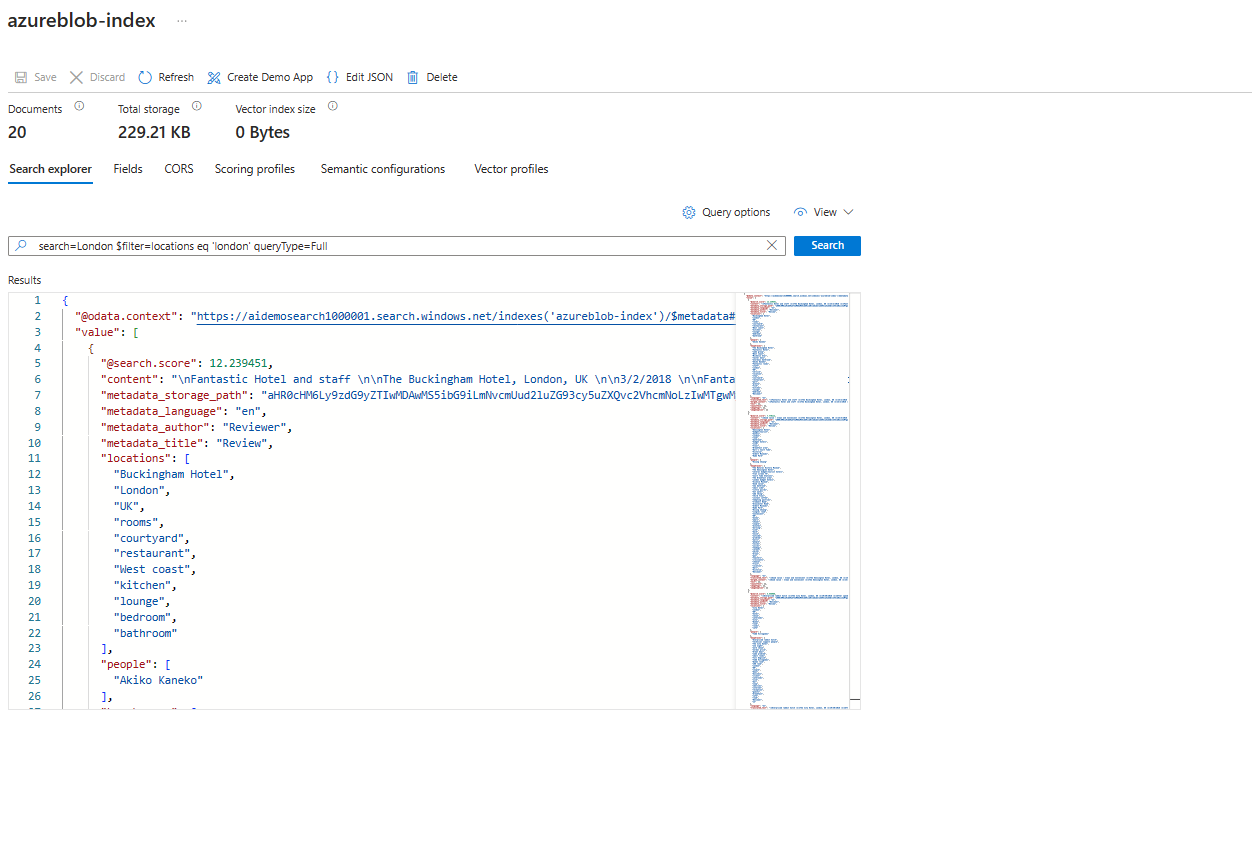 azureblob-index ...
Save Discard Refresh Create Demo App {} Edit JSON Delete
Documents Total storage Vector index size
20 229.21 KB 0 Bytes
Search explorer Fields CORS Scoring profiles Semantic configurations Vector profiles
Query options View
search=London $filter=locations eq 'london' queryType=Full
Search
Results
1 {
2 "@odata.context": "https://aidemosearch1000001.search.windows.net/indexes('azureblob-index')/$metadata#
3 "value": [
4 {
5 "@search.score": 12.239451,
6 "content": "\nFantastic Hotel and staff \n\nThe Buckingham Hotel, London, UK \n\n3/2/2018 \n\nFanta
7 "metadata_storage_path": "aHR0cHM6Ly9zdG9yZTIwMDAwMS5ibG9iLmNvcmUud2luZG93cy5uZXQvc2VhcmNoLzIwMTgwM
8 "metadata_language": "en",
9 "metadata_author": "Reviewer",
10 "metadata_title": "Review",
11 "locations": [
12 "Buckingham Hotel",
13 "London",
14 "UK",
15 "rooms",
16 "courtyard",
17 "restaurant",
18 "West coast",
19 "kitchen",
20 "lounge",
21 "bedroom",
22 "bathroom"
23 ],
24 "people": [
25 "Akiko Kaneko"
26 ],